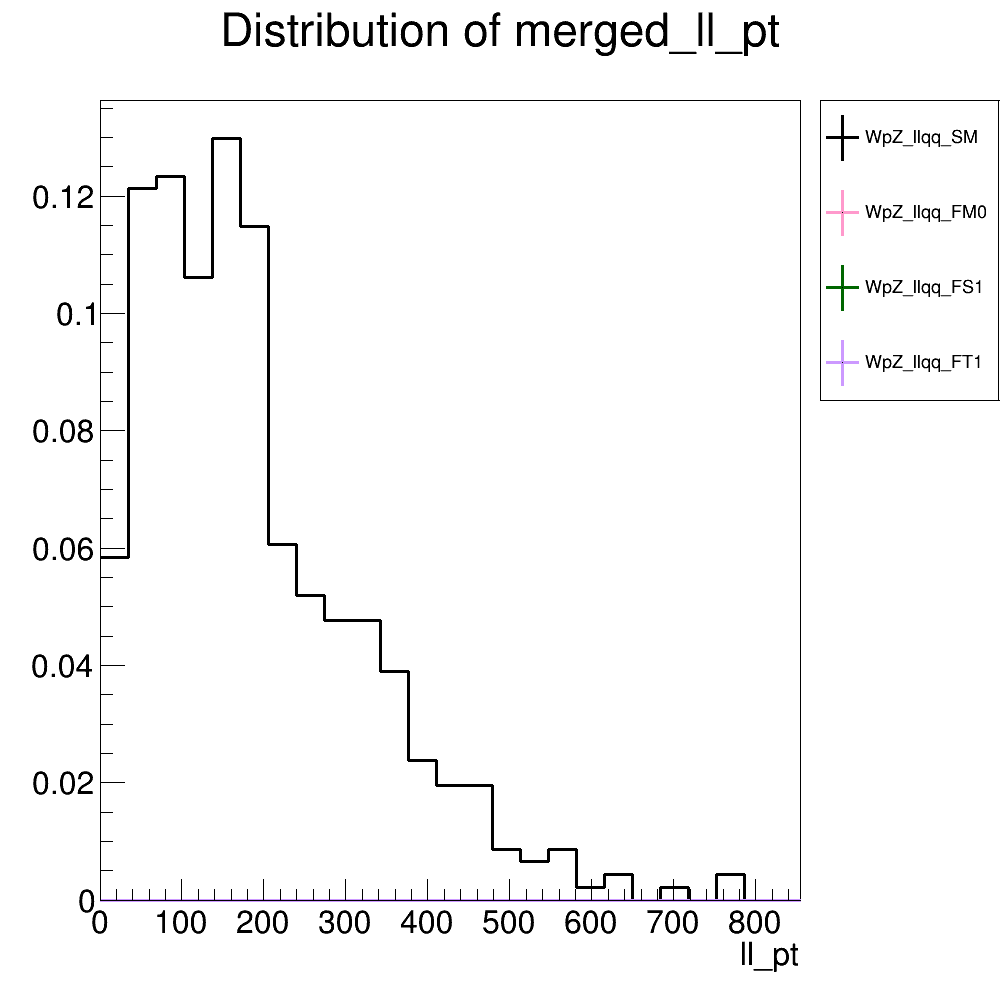 Distribution of merged_ll_pt
WpZ_llqq_SM
WpZ_llqq_FM0
WpZ_llqq_FS1
WpZ_llqq_FT1
0.12
0.1
0.08
0.06
0.04
0.02
0
0 100 200 300 400 500 600 700 800
ll_pt